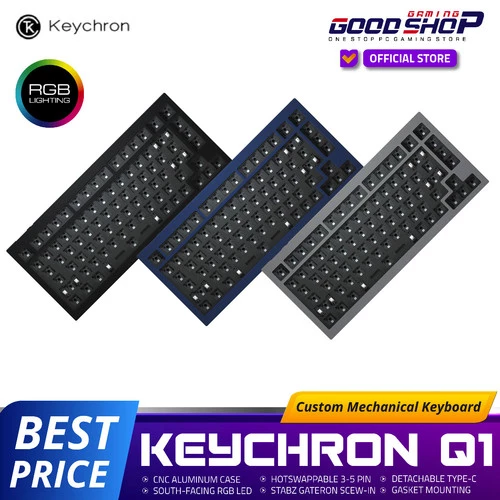 Keychron
GAMING
GOOD SHOP
ONE STOP PC GAMING STORE
OFFICIAL STORE
RGB
LIGHTING
Custom Mechanical Keyboard
BEST
PRICE
KEYCHRON Q1
CNC ALUMINUM CASE
HOTSWAPPABLE 3-5 PIN
DETACHABLE TYPE-C
SOUTH-FACING RGB LED
STABZ GATERON SCREW-IN
GASKET MOUNTING